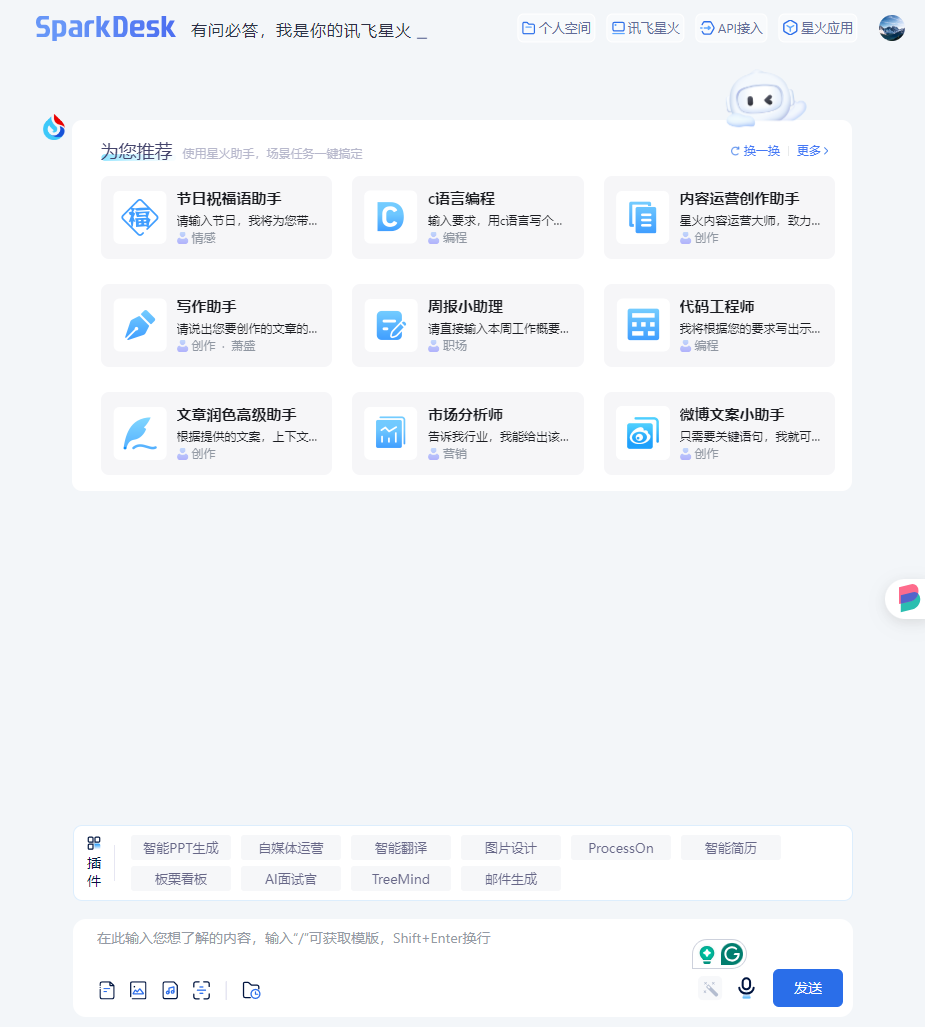 SparkDesk 有问必答，我是你的讯飞星火 _
个人空间 讯飞星火 API接入 星火应用
为您推荐 使用星火助手，场景任务一键搞定
换一换 更多
节日祝福语助手
请输入节日，我将为您带...
情感
c语言编程
输入要求，用c语言写个...
编程
内容运营创作助手
星火内容运营大师，致力...
创作
写作助手
请说出您要创作的文章的...
创作 · 萧盛
周报小助理
请直接输入本周工作概要...
职场
代码工程师
我将根据您的要求写出示...
编程
文章润色高级助手
根据提供的文案，上下文...
创作
市场分析师
告诉我行业，我能给出该...
营销
微博文案小助手
只需要关键语句，我就可...
创作
插件
智能PPT生成 自媒体运营 智能翻译 图片设计 ProcessOn 智能简历
板栗看板 AI面试官 TreeMind 邮件生成
在此输入您想了解的内容，输入“/”可获取模版，Shift+Enter换行
发送